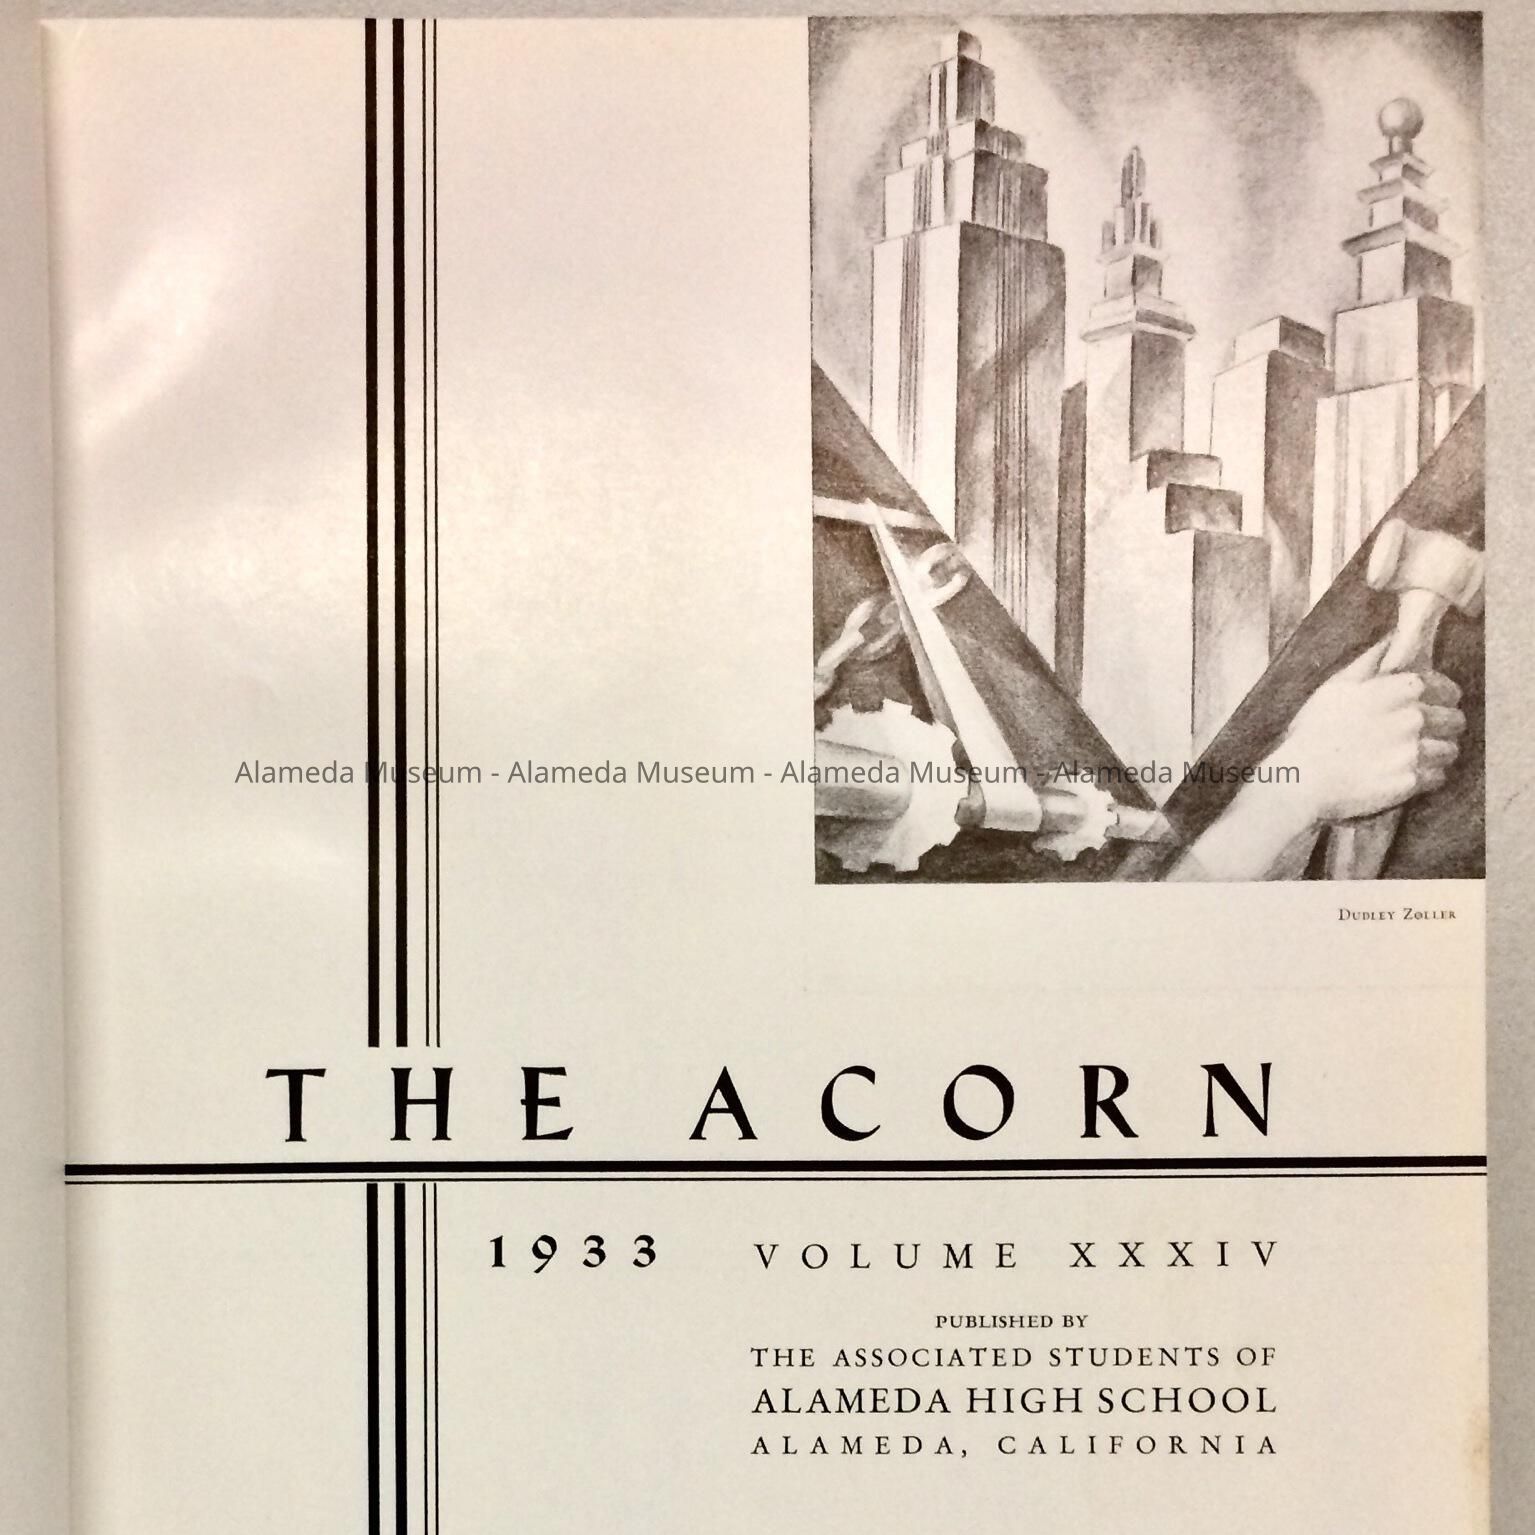 Alameda Museum - Alameda Museum - Alameda Museum - Alameda Museum
DUDLEY ZOLLER
THE ACORN
1933 VOLUME XXXIV
PUBLISHED BY
THE ASSOCIATED STUDENTS OF
ALAMEDA HIGH SCHOOL
ALAMEDA, CALIFORNIA